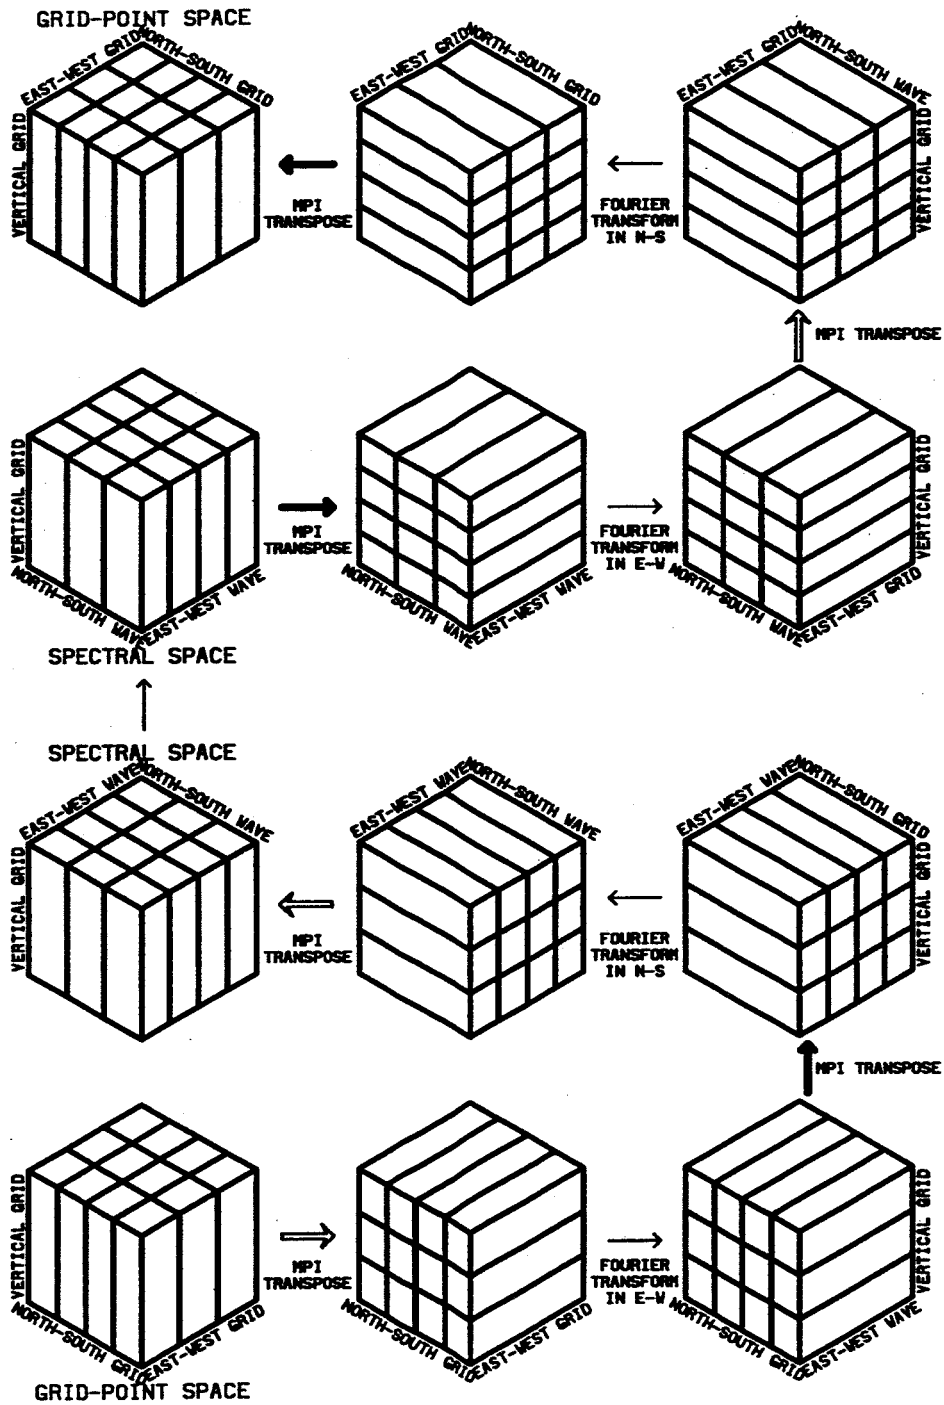 GRID-POINT SPACE
EAST-WEST GRID
NORTH-SOUTH GRID
VERTICAL GRID
MPI
TRANSPOSE
EAST-WEST GRID
NORTH-SOUTH GRID
FOURIER
TRANSFORM
IN N-S
EAST-WEST GRID
NORTH-SOUTH WAVE
VERTICAL GRID
MPI TRANSPOSE
VERTICAL GRID
NORTH-SOUTH WAVE
EAST-WEST WAVE
SPECTRAL SPACE
MPI
TRANSPOSE
NORTH-SOUTH WAVE
EAST-WEST WAVE
FOURIER
TRANSFORM
IN E-W
VERTICAL GRID
NORTH-SOUTH WAVE
EAST-WEST GRID
SPECTRAL SPACE
EAST-WEST WAVE
NORTH-SOUTH WAVE
VERTICAL GRID
MPI
TRANSPOSE
EAST-WEST WAVE
NORTH-SOUTH WAVE
FOURIER
TRANSFORM
IN N-S
EAST-WEST WAVE
NORTH-SOUTH GRID
VERTICAL GRID
MPI TRANSPOSE
VERTICAL GRID
NORTH-SOUTH GRID
EAST-WEST GRID
GRID-POINT SPACE
MPI
TRANSPOSE
NORTH-SOUTH GRID
EAST-WEST GRID
FOURIER
TRANSFORM
IN E-W
VERTICAL GRID
NORTH-SOUTH GRID
EAST-WEST WAVE